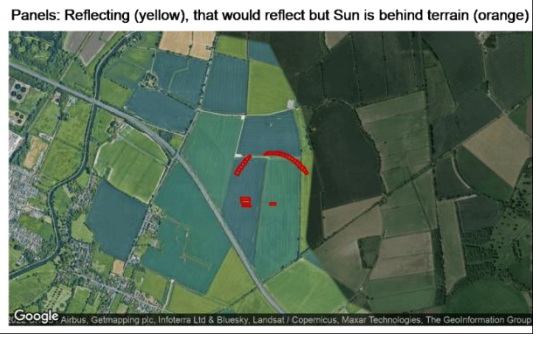 Panels: Reflecting (yellow), that would reflect but Sun is behind terrain (orange)
Google Airbus, Getmapping plc, Infoterra Ltd & Bluesky, Landsat / Copernicus, Maxar Technologies, The GeoInformation Group